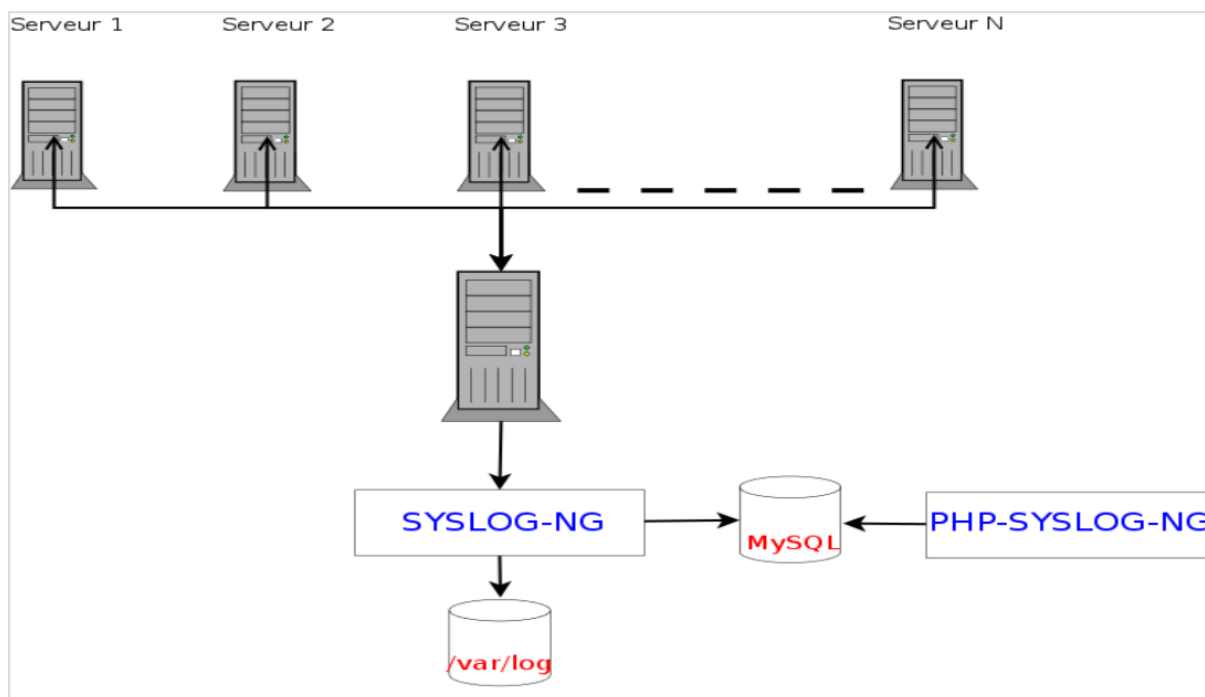 Serveur 1
Serveur 2
Serveur 3
Serveur N
SYSLOG-NG
MySQL
PHP-SYSLOG-NG
/var/log